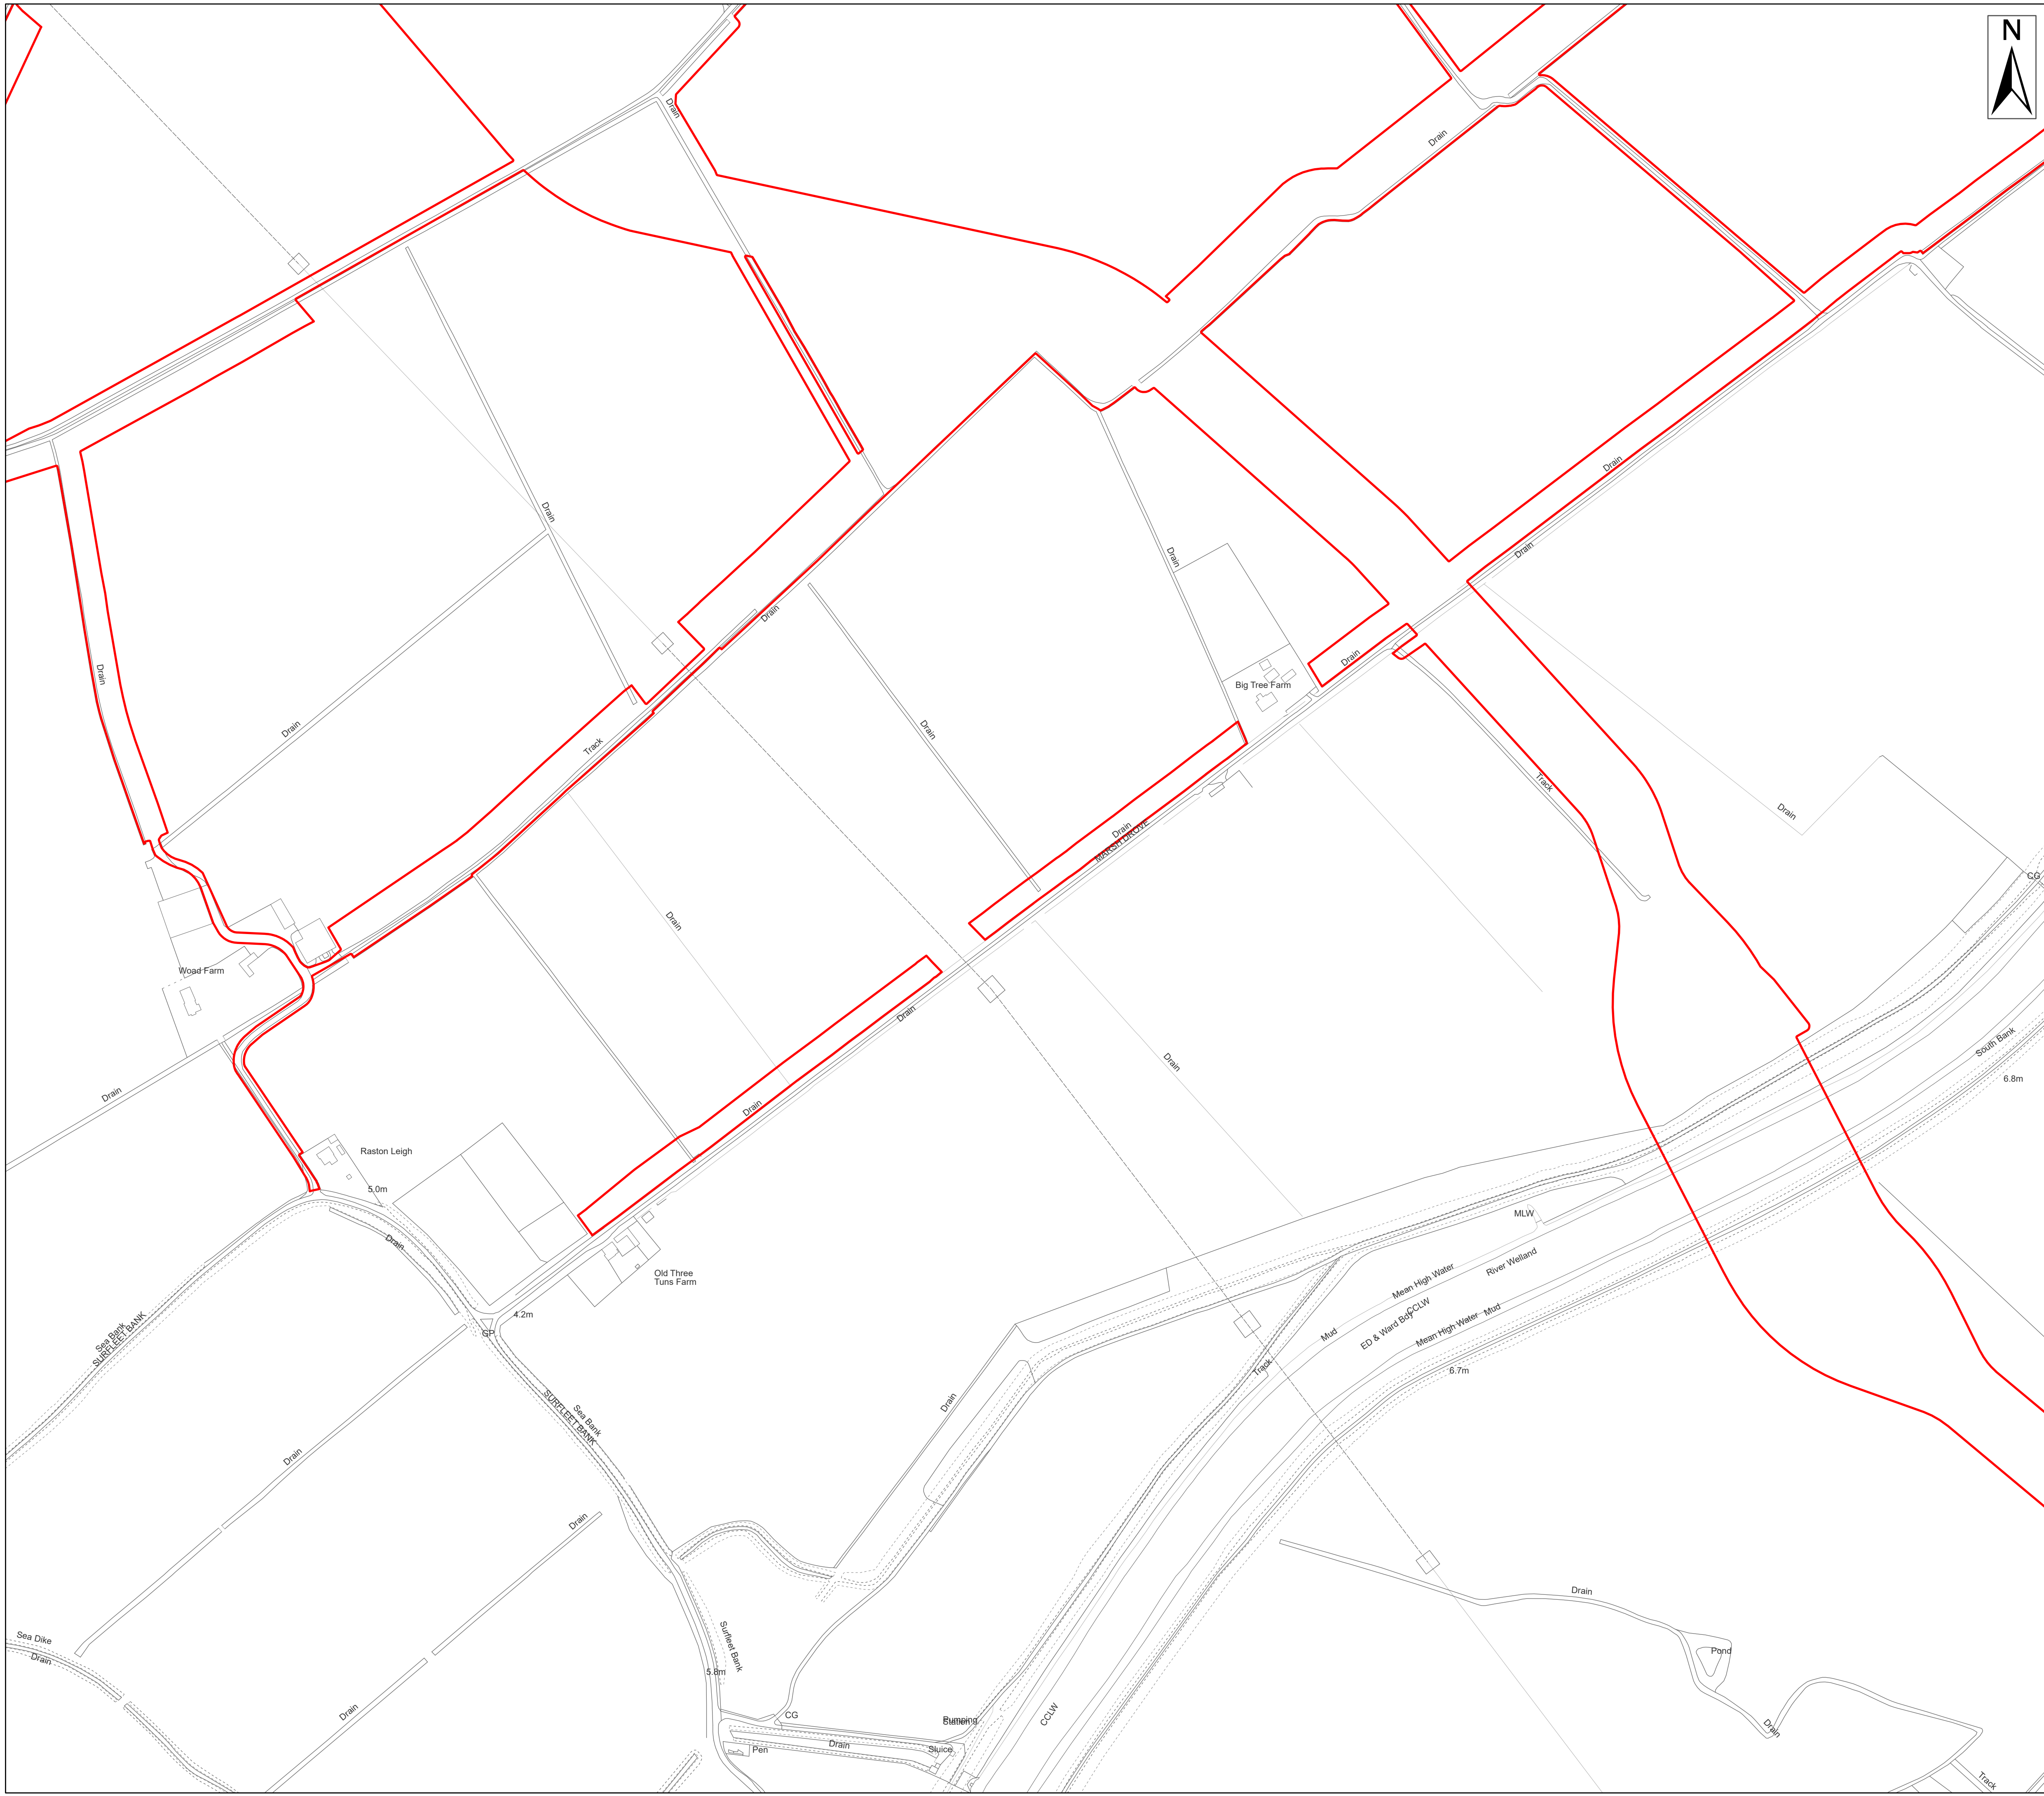 N
Drain
Drain
Drain
Drain
Drain
Drain
Drain
Drain
Big Tree Farm
Drain
Drain
Drain
Track
Track
Drain
Drain
Drain
MARSH DROVE
CG
Drain
Drain
Woad Farm
Drain
South Bank
Drain
6.8m
Drain
Drain
Raston Leigh
5.0m
MLW
Drain
Old Three
Tuns Farm
Mean High Water
River Welland
4.2m
GP
CCLW
Mud
Mean High Water
ED & Ward Bdy
Mud
Sea Bank
SURFLEET BANK
Track
6.7m
Sea Bank
SURFLEET BANK
Drain
Drain
Drain
Drain
Sea Dike
Drain
Surfleet Bank
Pond
5.8m
Drain
CG
CCLW
Pumping
Station
Drain
Pen
Drain
Sluice
Track